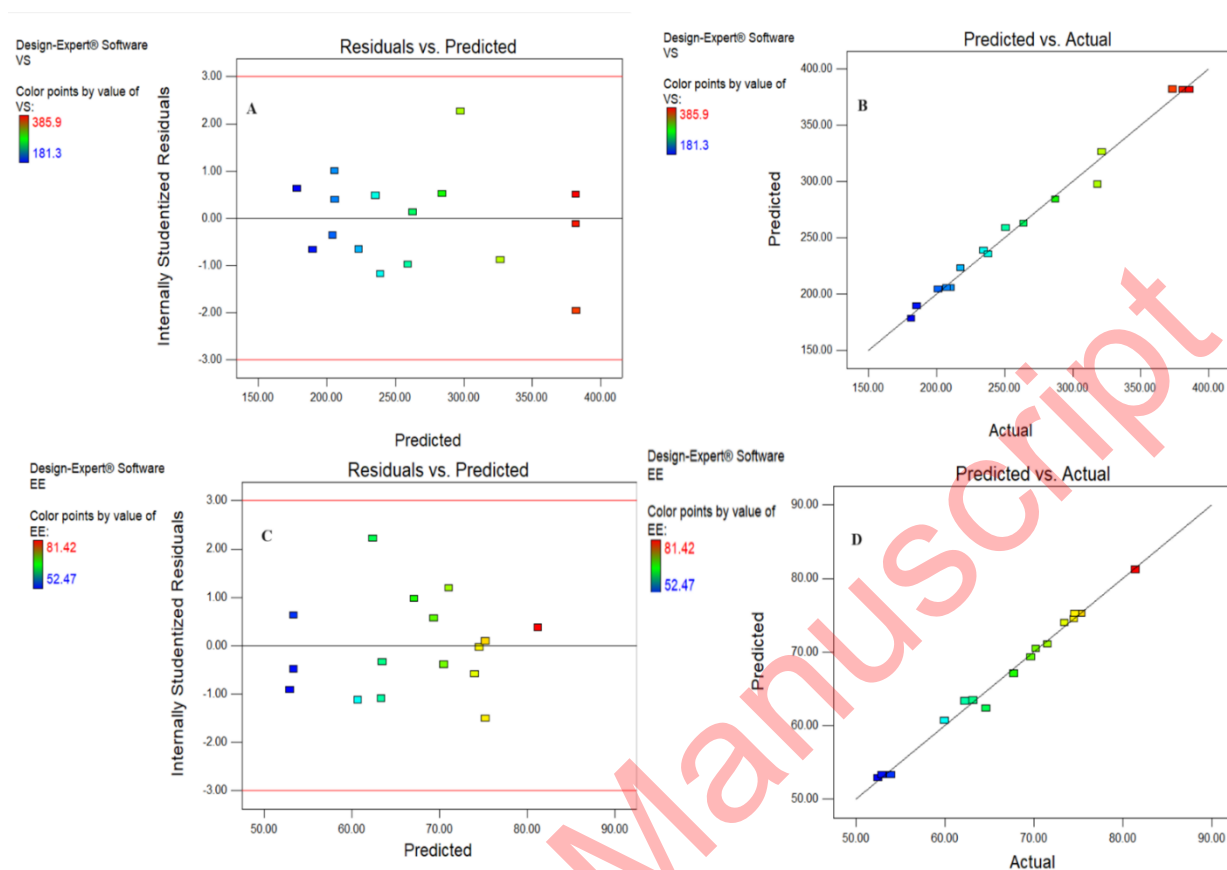 Design-Expert® Software
VS
Color points by value of
VS:
385.9
181.3
Residuals vs. Predicted
A
Internally Studentized Residuals
3.00
2.00
1.00
0.00
-1.00
-2.00
-3.00
150.00 200.00 250.00 300.00 350.00 400.00
Predicted
Design-Expert® Software
VS
Color points by value of
VS:
385.9
181.3
Predicted vs. Actual
B
Predicted
400.00
350.00
300.00
250.00
200.00
150.00
150.00 200.00 250.00 300.00 350.00 400.00
Actual
Design-Expert® Software
EE
Color points by value of
EE:
81.42
52.47
Residuals vs. Predicted
C
Internally Studentized Residuals
3.00
2.00
1.00
0.00
-1.00
-2.00
-3.00
50.00 60.00 70.00 80.00 90.00
Predicted
Design-Expert® Software
EE
Color points by value of
EE:
81.42
52.47
Predicted vs. Actual
D
Predicted
90.00
80.00
70.00
60.00
50.00
50.00 60.00 70.00 80.00 90.00
Actual
Manuscript